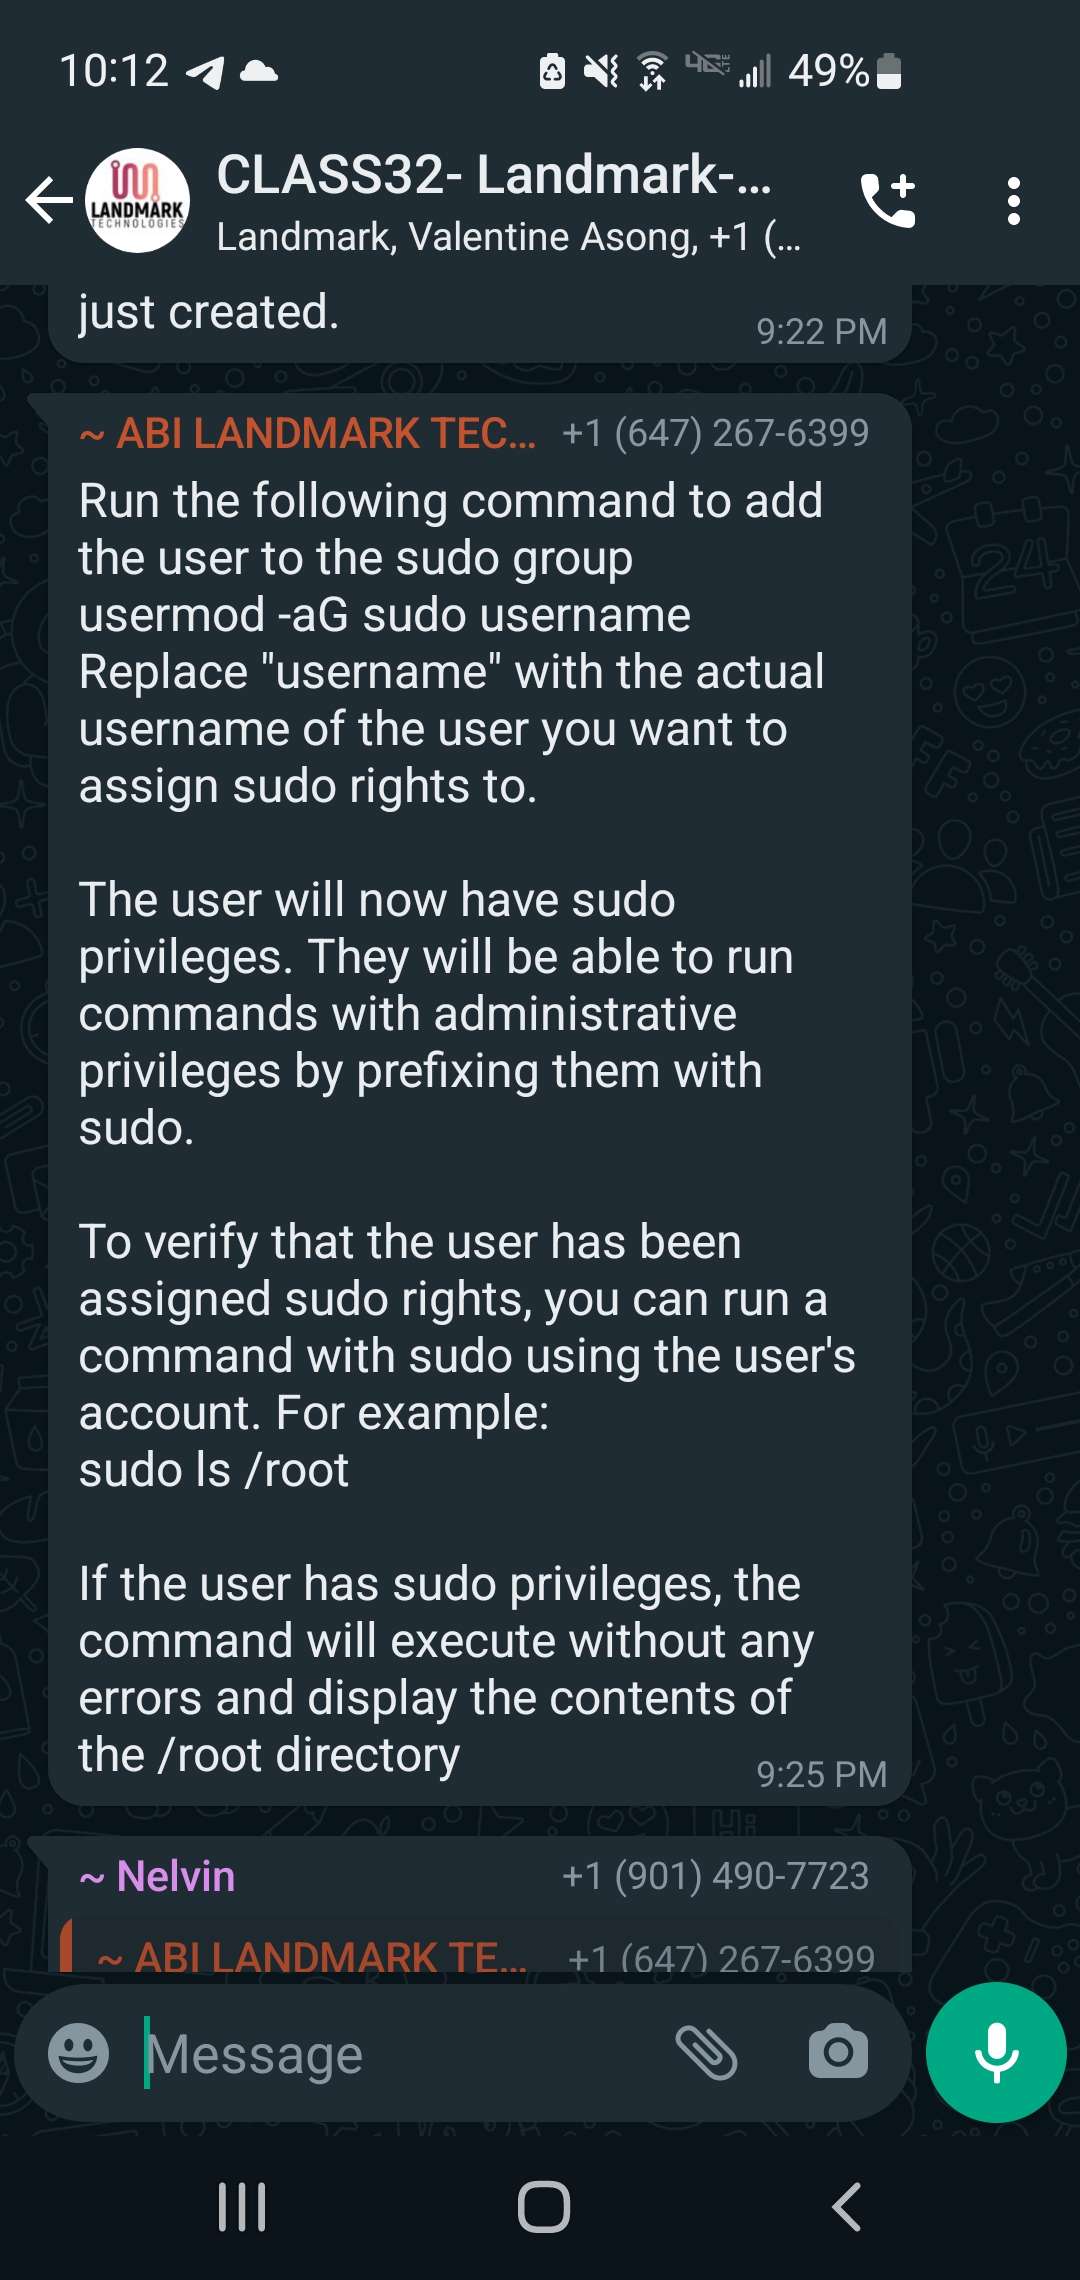 10:12
49%
LANDMARK
TECHNOLOGIES
CLASS32- Landmark-...
Landmark, Valentine Asong, +1 (...
just created.
9:22 PM
~ ABI LANDMARK TEC... +1 (647) 267-6399
Run the following command to add
the user to the sudo group
usermod -aG sudo username
Replace "username" with the actual
username of the user you want to
assign sudo rights to.
The user will now have sudo
privileges. They will be able to run
commands with administrative
privileges by prefixing them with
sudo.
To verify that the user has been
assigned sudo rights, you can run a
command with sudo using the user's
account. For example:
sudo ls /root
If the user has sudo privileges, the
command will execute without any
errors and display the contents of
the /root directory
9:25 PM
~ Nelvin +1 (901) 490-7723
~ ABI LANDMARK TE... +1 (647) 267-6399
Message